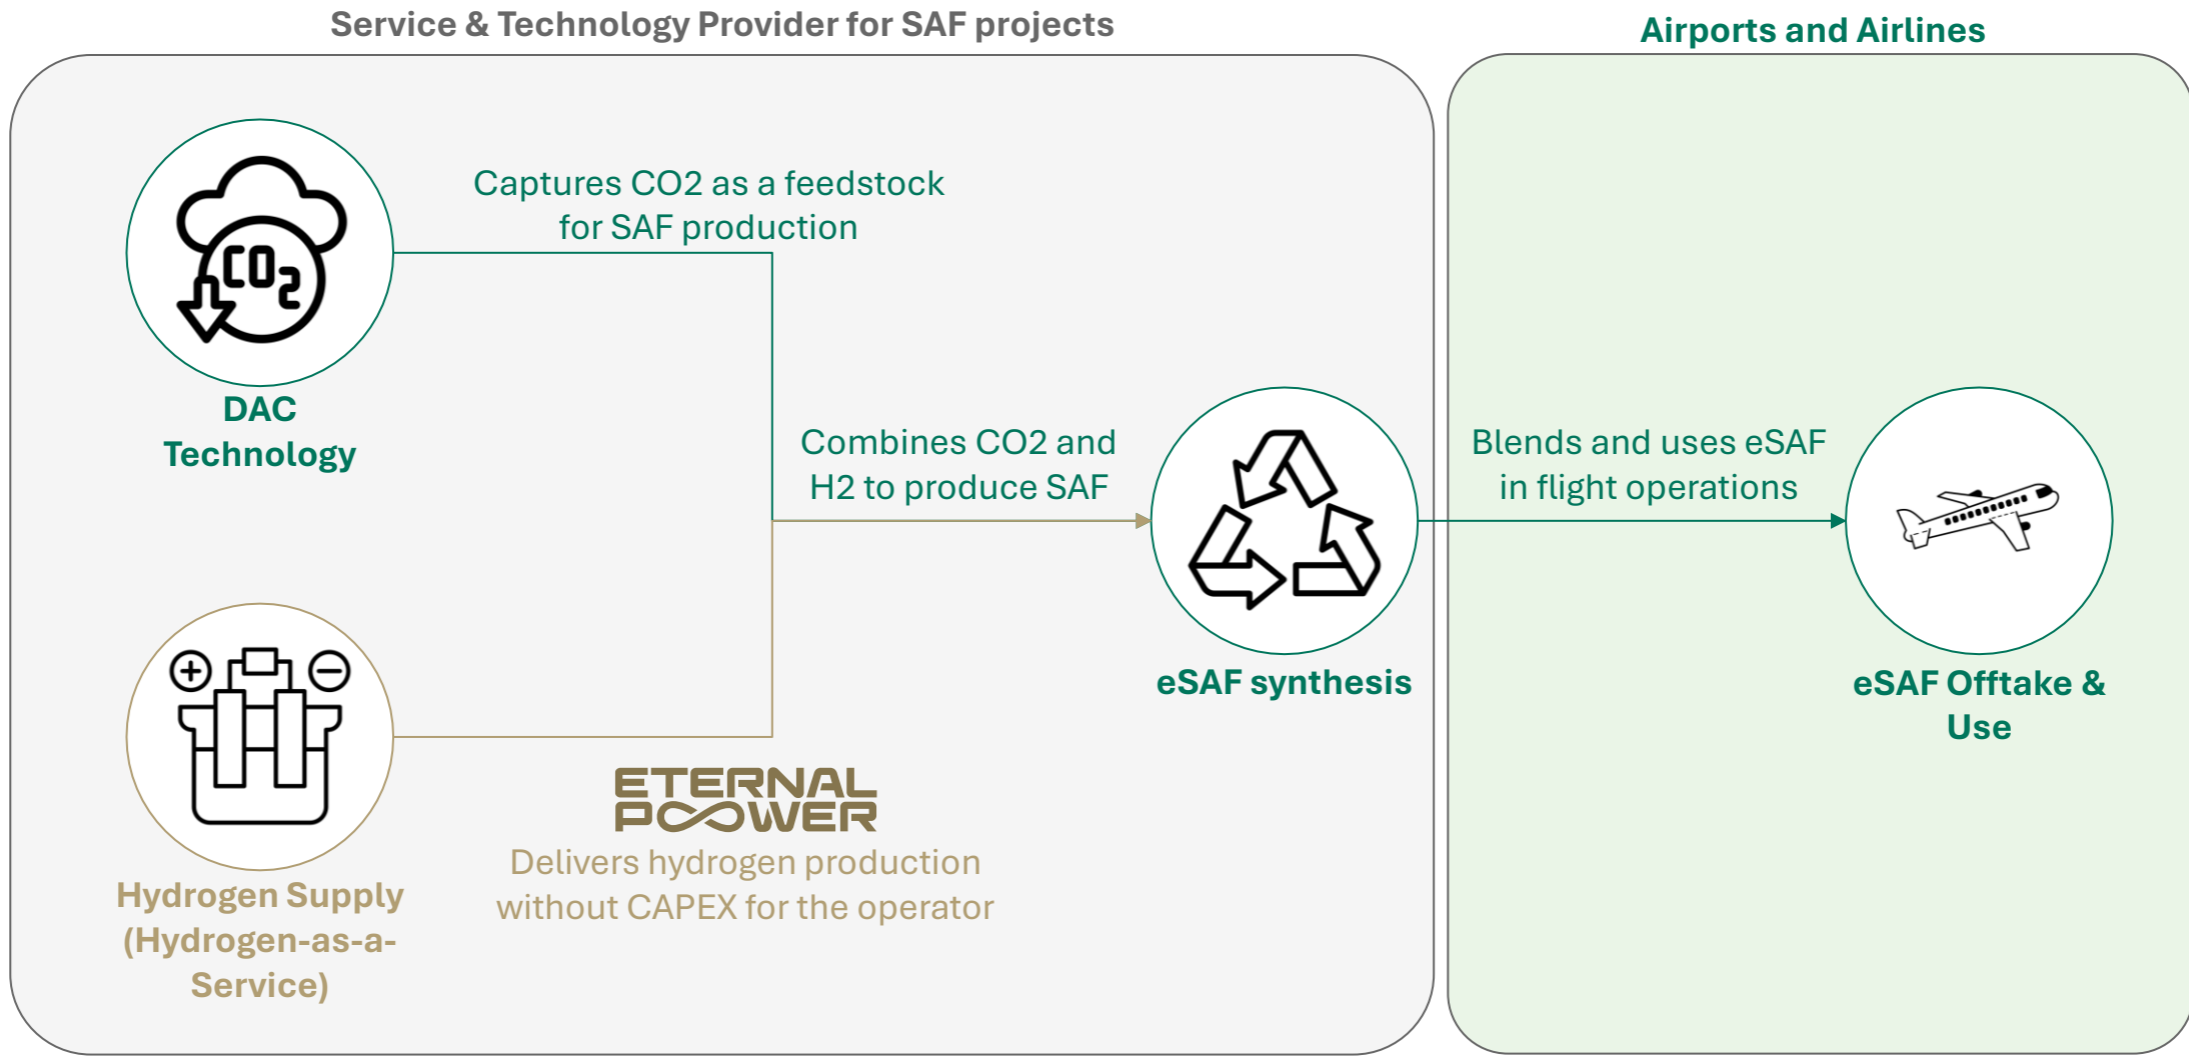 Service & Technology Provider for SAF projects
Airports and Airlines
CO2
DAC
Technology
Captures CO2 as a feedstock
for SAF production
Combines CO2 and
H2 to produce SAF
eSAF synthesis
Blends and uses eSAF
in flight operations
eSAF Offtake &
Use
Hydrogen Supply
(Hydrogen-as-a-
Service)
ETERNAL
POWER
Delivers hydrogen production
without CAPEX for the operator